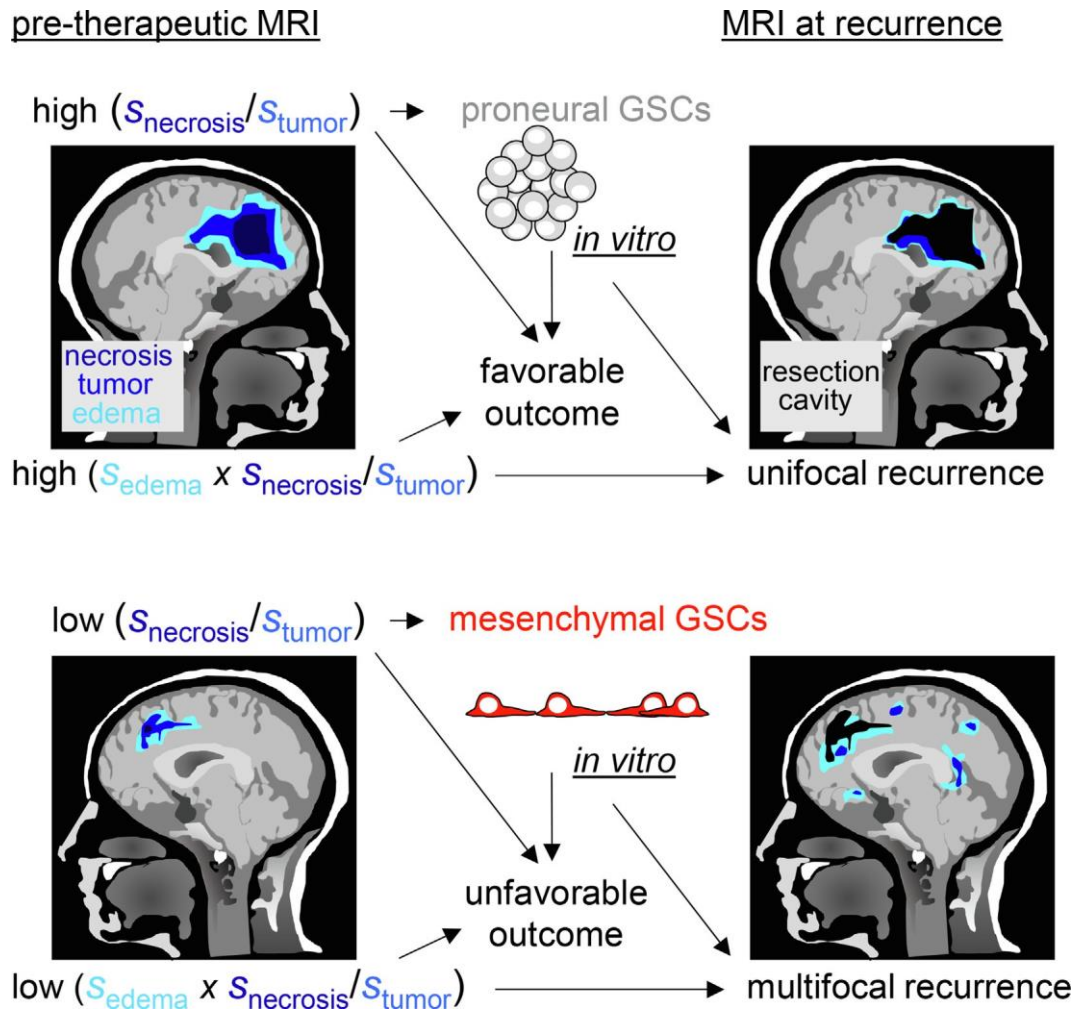 pre-therapeutic MRI
MRI at recurrence
high (Snecrosis/Stumor)
proneural GSCs
in vitro
necrosis
tumor
edema
favorable
outcome
resection
cavity
high (Sedema x Snecrosis/Stumor)
unifocal recurrence
low (Snecrosis/Stumor)
mesenchymal GSCs
in vitro
unfavorable
outcome
low (Sedema x Snecrosis/Stumor)
multifocal recurrence